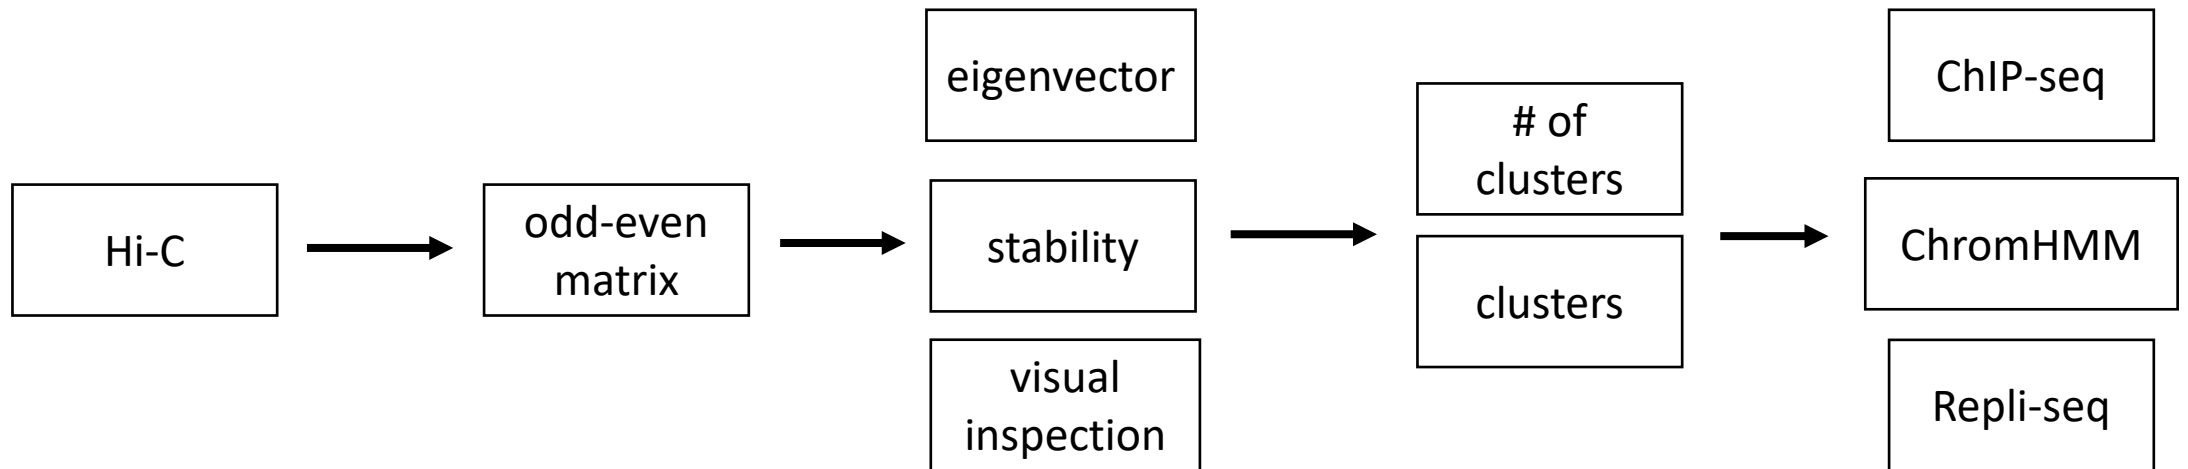 Hi-C
odd-even
matrix
eigenvector
stability
visual
inspection
# of
clusters
clusters
ChIP-seq
ChromHMM
Repli-seq